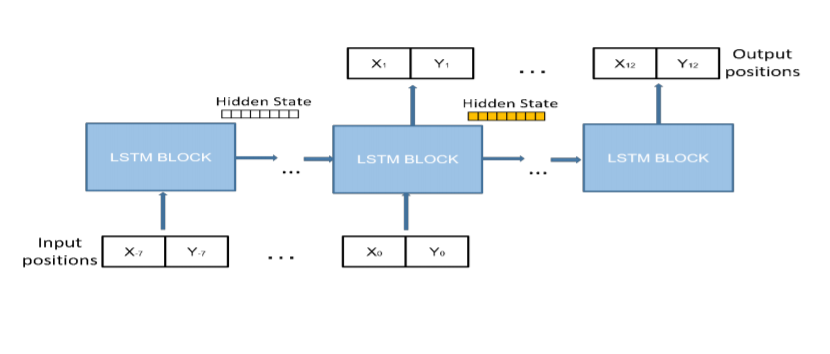 X₁ Y₁ ... X₁₂ Y₁₂ Output
positions
Hidden State Hidden State
LSTM BLOCK ... LSTM BLOCK ... LSTM BLOCK
Input
positions X₋₇ Y₋₇ ... X₀ Y₀